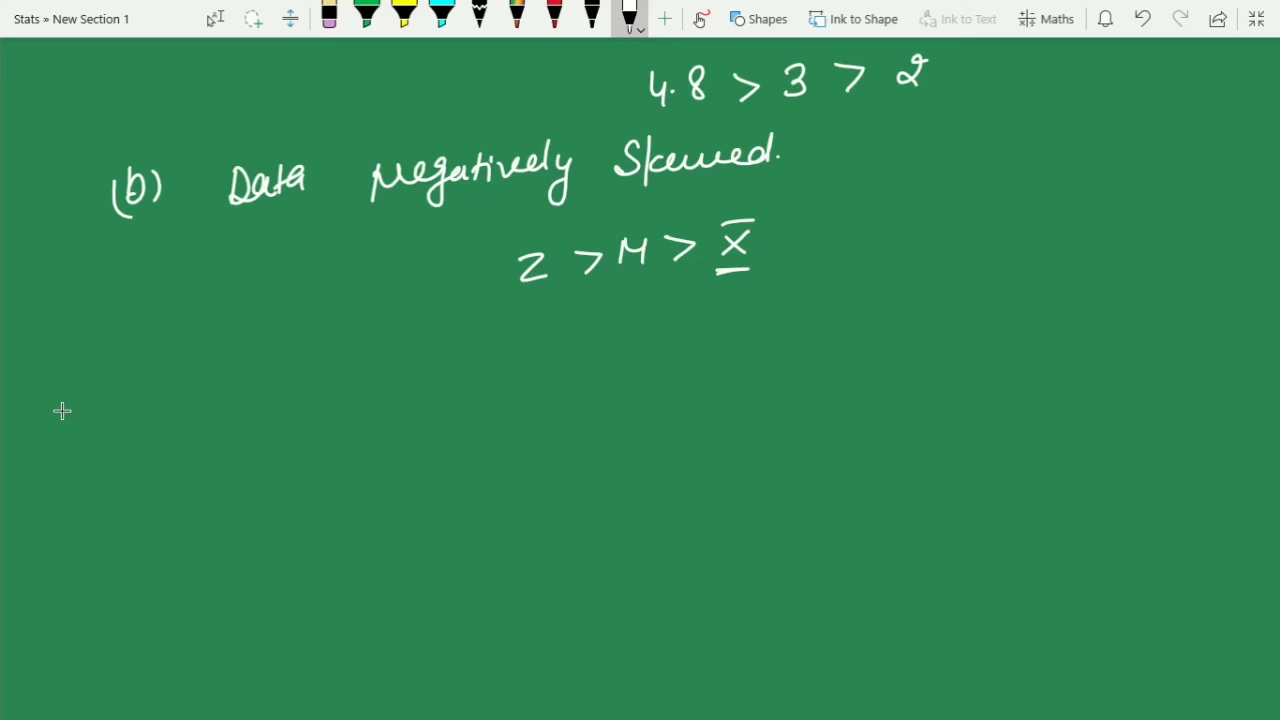 Stats » New Section 1 Shapes Ink to Shape Ink to Text Maths
4.8 > 3 > 2
(b) Data Negatively Skewed.
Z > M > X̅